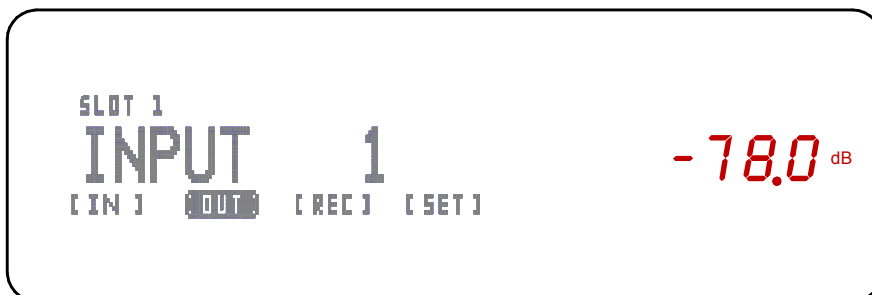 SLOT 1
INPUT 1
-78.0 dB
[IN ] [OUT] [REC] [SET]